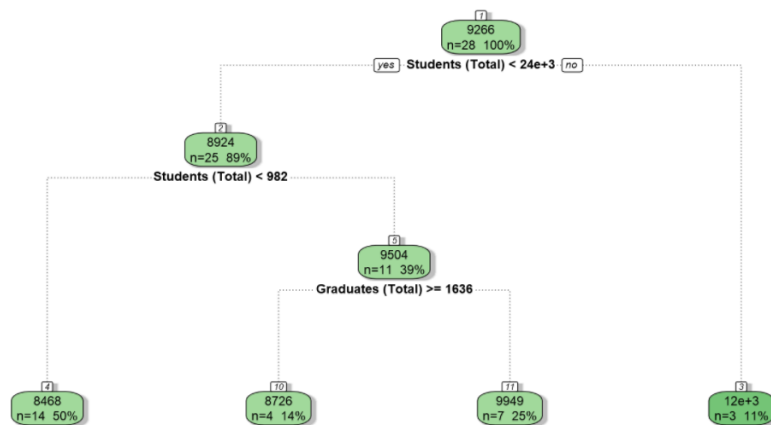 1
9266
n=28 100%
yes Students (Total) < 24e+3 no
2
8924
n=25 89%
Students (Total) < 982
5
9504
n=11 39%
Graduates (Total) >= 1636
4
8468
n=14 50%
10
8726
n=4 14%
11
9949
n=7 25%
3
12e+3
n=3 11%